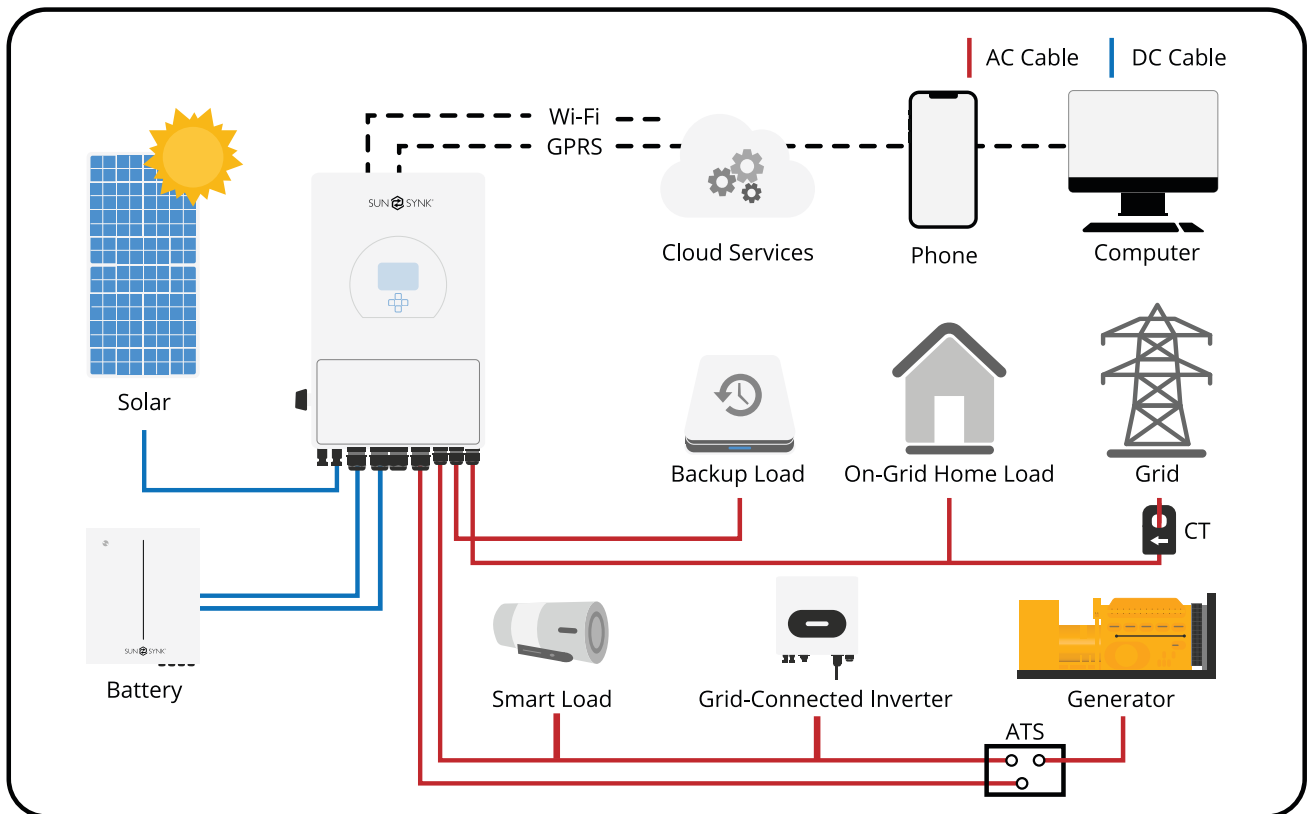 AC Cable
DC Cable
Wi-Fi
GPRS
SUN SYNK
Cloud Services
Phone
Computer
Solar
Backup Load
On-Grid Home Load
Grid
CT
SUN SYNK
Battery
Smart Load
Grid-Connected Inverter
Generator
ATS